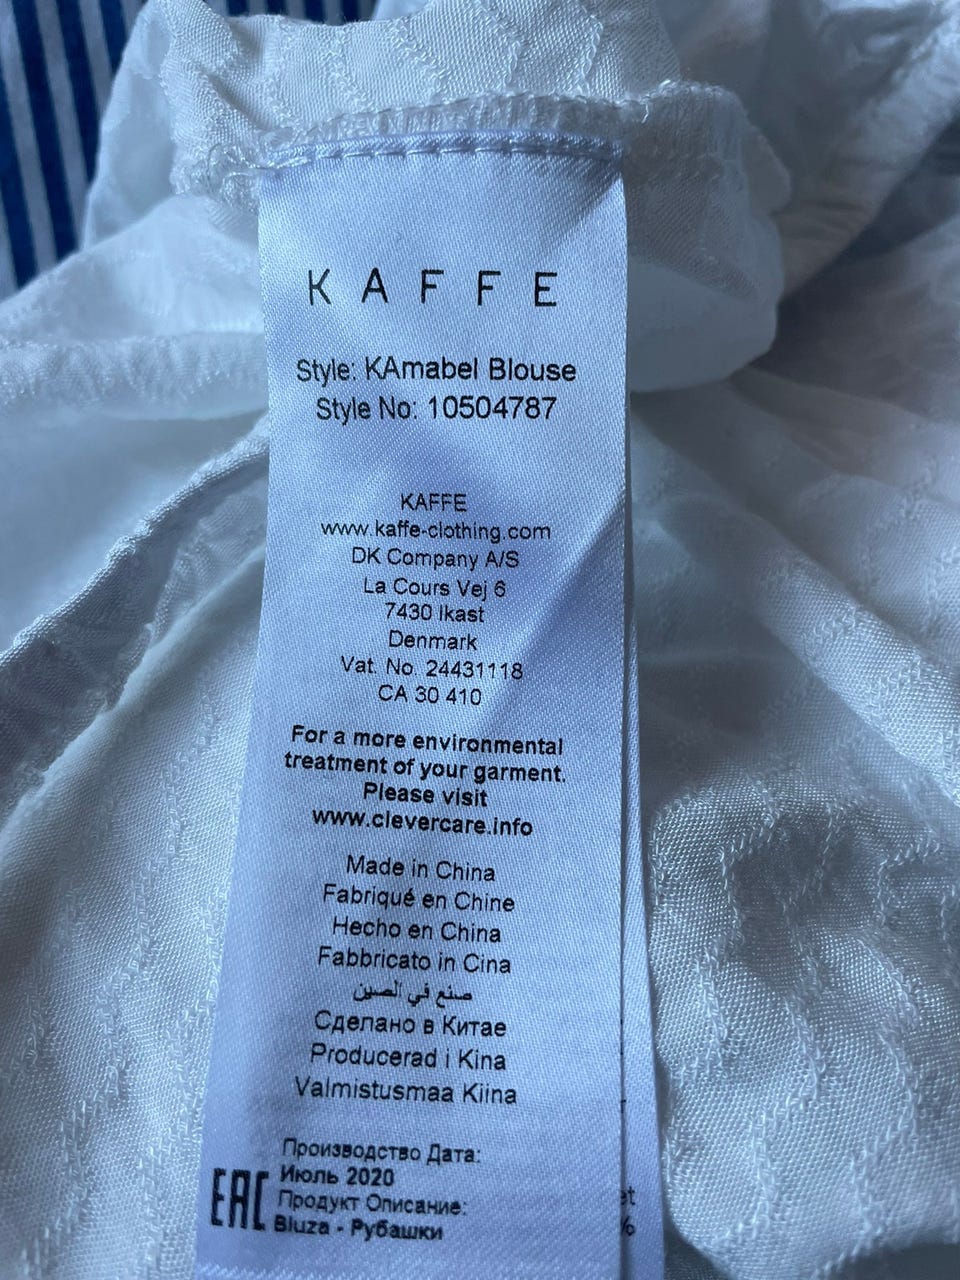 KAFFE
Style: KAmabel Blouse
Style No: 10504787
KAFFE
www.kaffe-clothing.com
DK Company A/S
La Cours Vej 6
7430 Ikast
Denmark
Vat. No. 24431118
CA 30 410
For a more environmental
treatment of your garment.
Please visit
www.clevercare.info
Made in China
Fabriqué en Chine
Hecho en China
Fabbricato in Cina
صنع في الصين
Сделано в Китае
Producerad i Kina
Valmistusmaa Kiina
Производство Дата:
Июль 2020
EAC
Продукт Описание:
Bluza - Рубашки